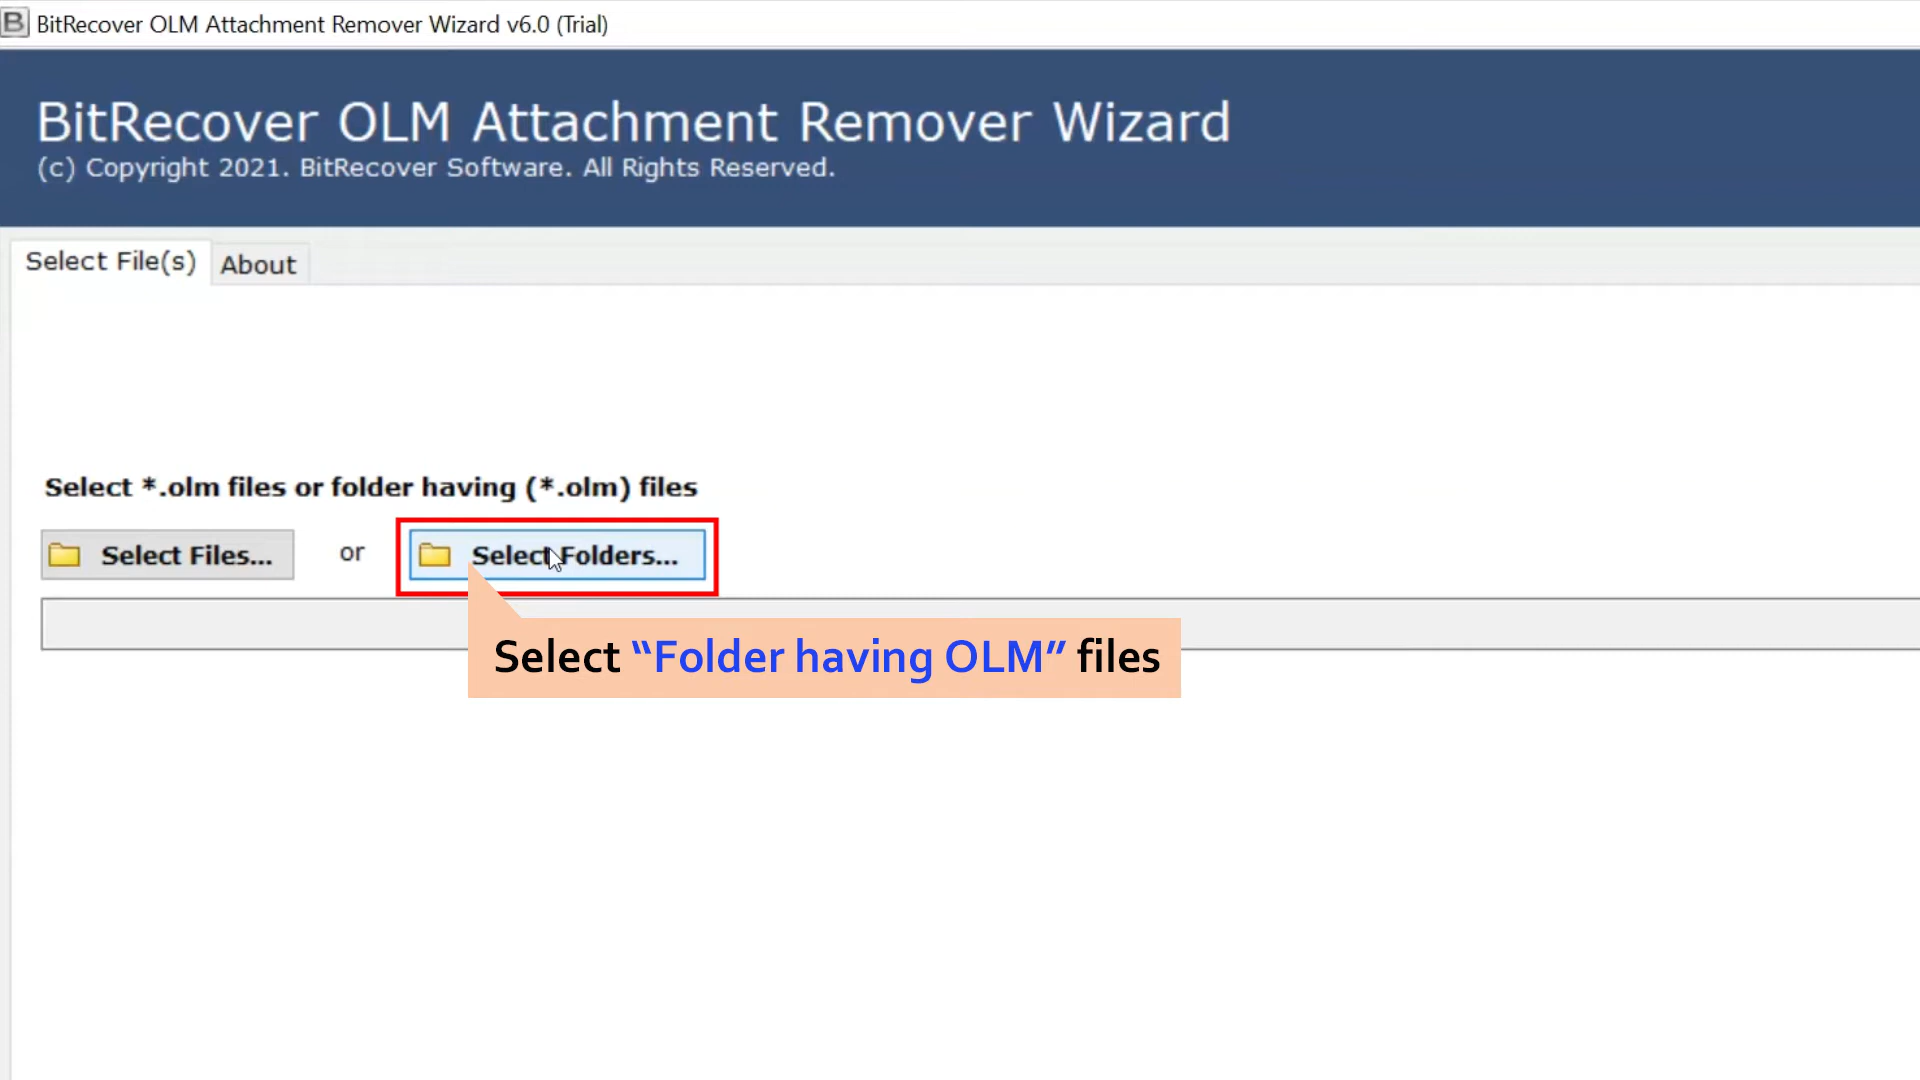 BitRecover OLM Attachment Remover Wizard v6.0 (Trial)
BitRecover OLM Attachment Remover Wizard
(c) Copyright 2021. BitRecover Software. All Rights Reserved.
Select File(s) About
Select *.olm files or folder having (*.olm) files
Select Files... or Select Folders...
Select “Folder having OLM” files